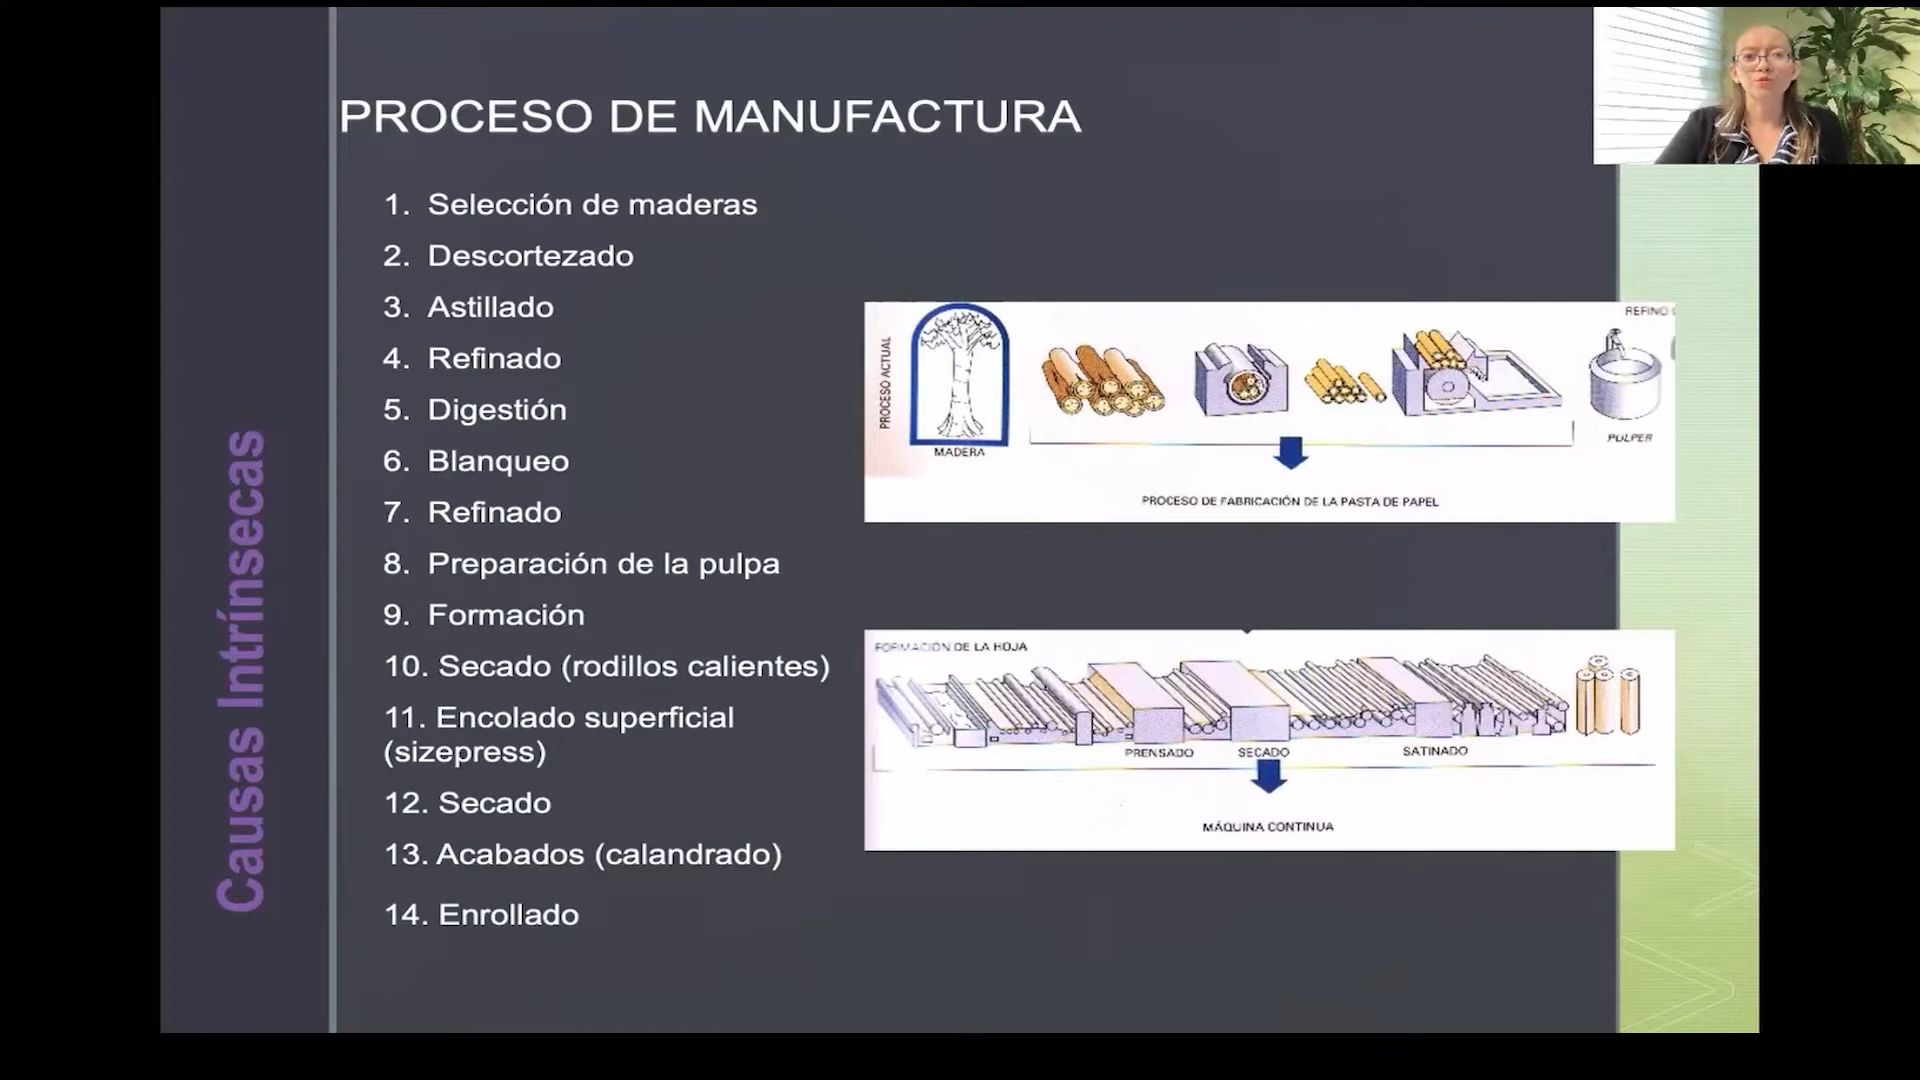 Causas Intrínsecas
PROCESO DE MANUFACTURA
1. Selección de maderas
2. Descortezado
3. Astillado
4. Refinado
5. Digestión
6. Blanqueo
7. Refinado
8. Preparación de la pulpa
9. Formación
10. Secado (rodillos calientes)
11. Encolado superficial
(sizepress)
12. Secado
13. Acabados (calandrado)
14. Enrollado
PROCESO ACTUAL
MADERA
REFINO
PULPER
PROCESO DE FABRICACIÓN DE LA PASTA DE PAPEL
FORMACIÓN DE LA HOJA
PRENSADO
SECADO
SATINADO
MÁQUINA CONTINUA